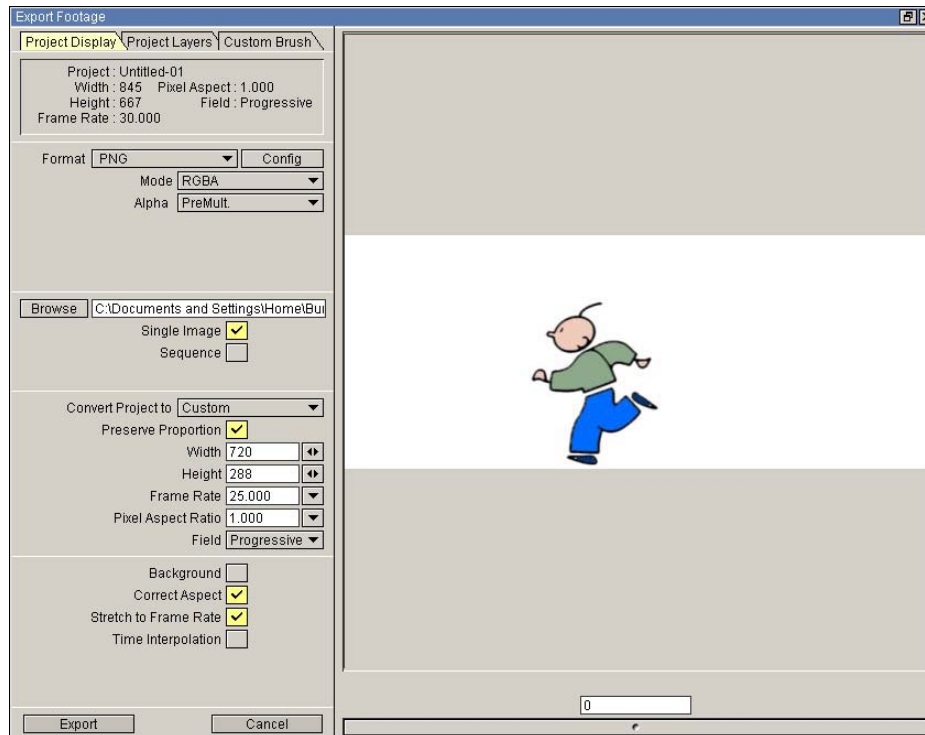 Export Footage
Project Display Project Layers Custom Brush
Project : Untitled-01
Width : 845 Pixel Aspect : 1.000
Height : 667 Field : Progressive
Frame Rate : 30.000
Format PNG Config
Mode RGBA
Alpha PreMult.
Browse C:\Documents and Settings\Home\Bur
Single Image
Sequence
Convert Project to Custom
Preserve Proportion
Width 720
Height 288
Frame Rate 25.000
Pixel Aspect Ratio 1.000
Field Progressive
Background
Correct Aspect
Stretch to Frame Rate
Time Interpolation
0
Export Cancel